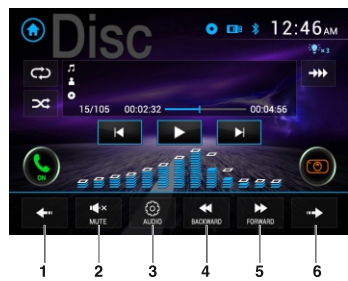 Disc
12:46AM
x3
15/105 00:02:32 00:04:56
ON
MUTE AUDIO BACKWARD FORWARD
1 2 3 4 5 6